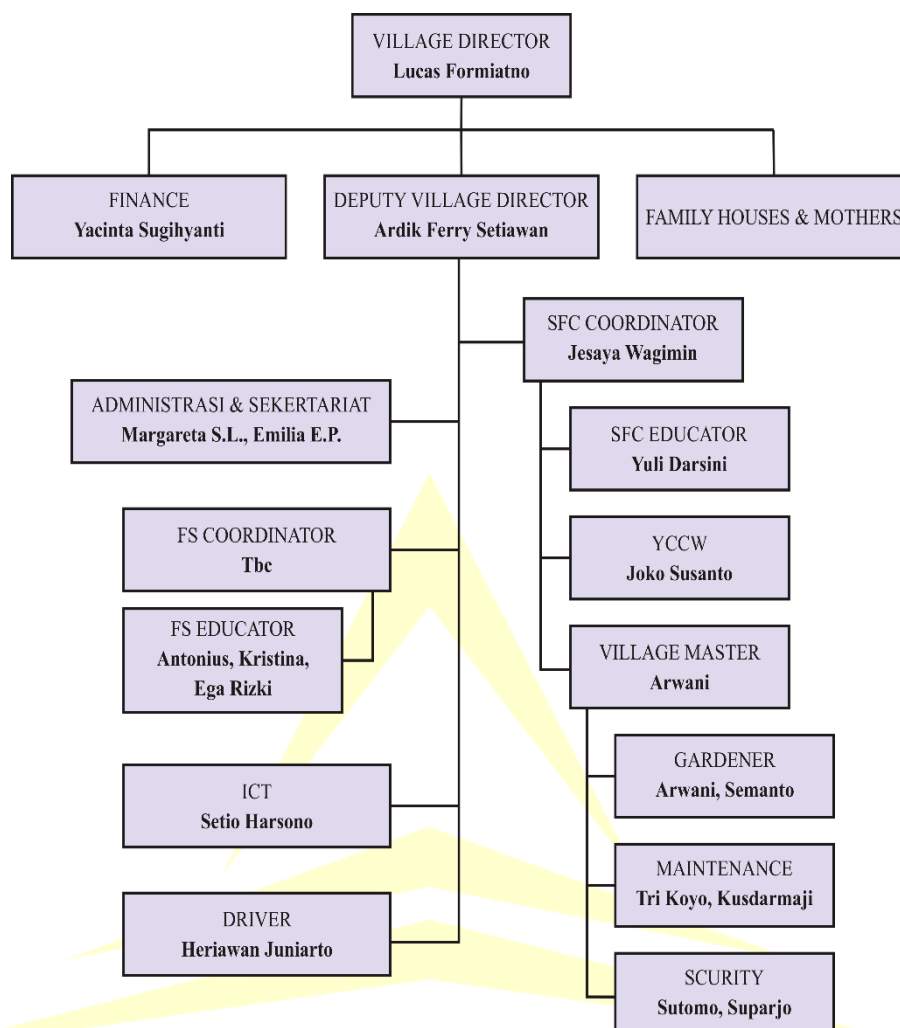 VILLAGE DIRECTOR
Lucas Formiatno
FINANCE
Yacinta Sugihyanti
DEPUTY VILLAGE DIRECTOR
Ardik Ferry Setiawan
FAMILY HOUSES & MOTHERS
SFC COORDINATOR
Jesaya Wagimin
ADMINISTRASI & SEKERTARIAT
Margareta S.L., Emilia E.P.
SFC EDUCATOR
Yuli Darsini
FS COORDINATOR
Tbc
YCCW
Joko Susanto
FS EDUCATOR
Antonius, Kristina,
Ega Rizki
VILLAGE MASTER
Arwani
GARDENER
Arwani, Semanto
ICT
Setio Harsono
MAINTENANCE
Tri Koyo, Kusdarmaji
DRIVER
Heriawan Juniarto
SCURITY
Sutomo, Suparjo